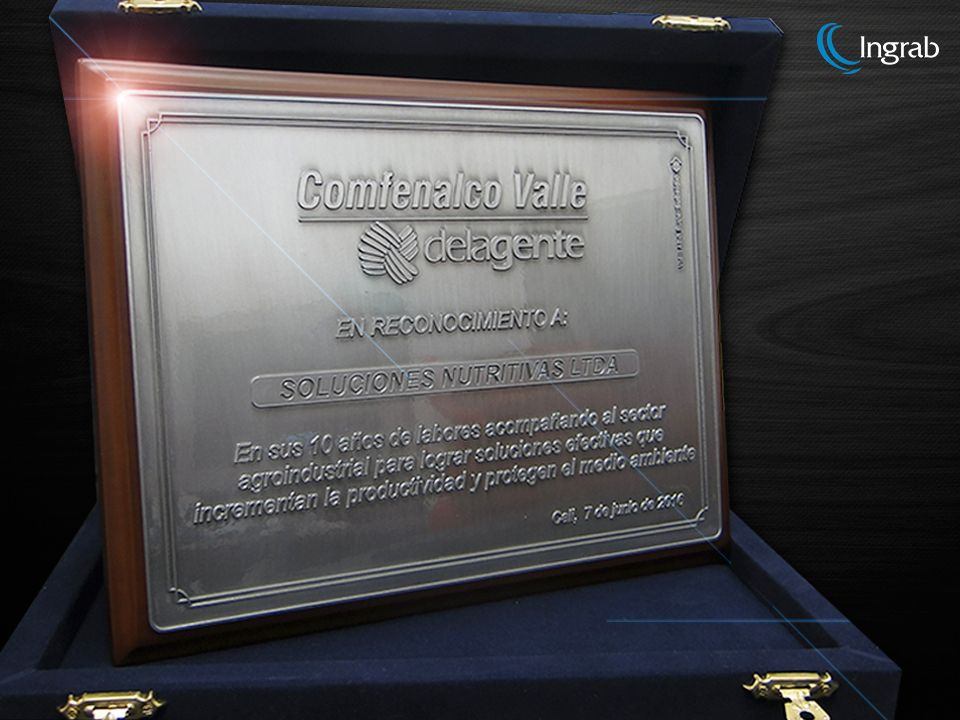 Ingrab
Comfenalco Valle
delagente
EN RECONOCIMIENTO A:
SOLUCIONES NUTRITIVAS LTDA
En sus 10 años de labores acompañando al sector
agroindustrial para lograr soluciones efectivas que
incrementan la productividad y protegen el medio ambiente
Cali, 7 de junio de 2016